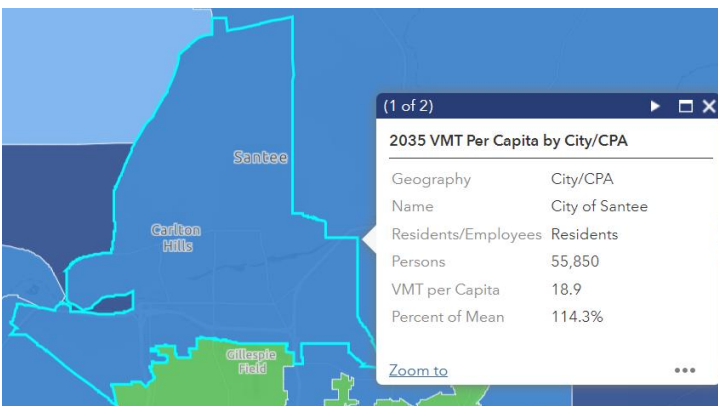 (1 of 2)
2035 VMT Per Capita by City/CPA
Geography City/CPA
Name City of Santee
Residents/Employees Residents
Persons 55,850
VMT per Capita 18.9
Percent of Mean 114.3%
Zoom to
Santee
Carlton
Hills
Gillespie
Field